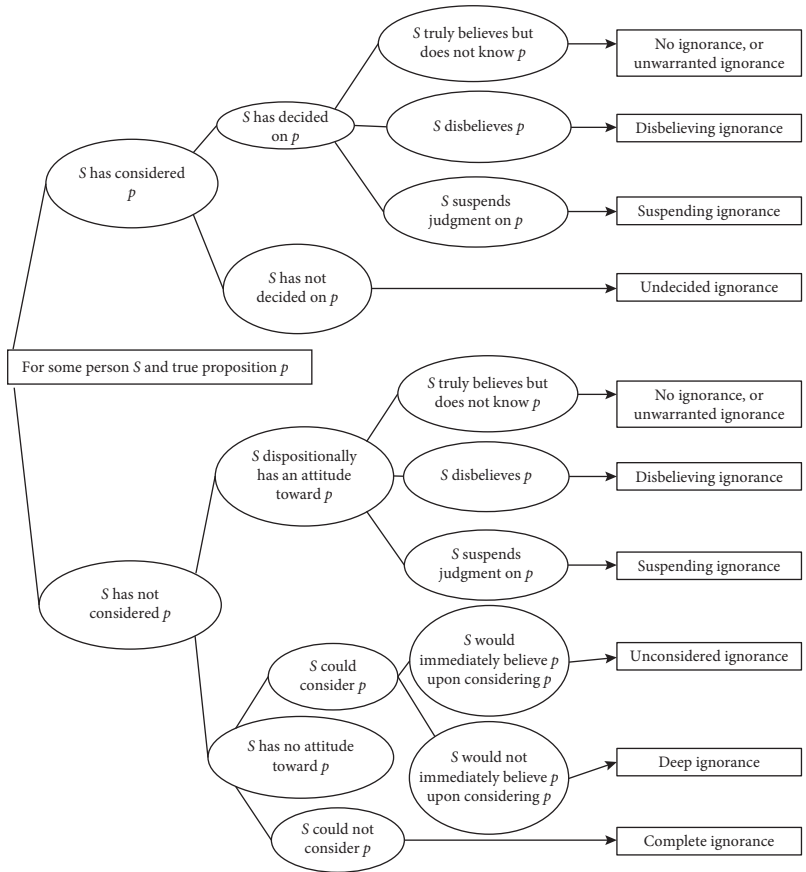 S truly believes but
does not know p
No ignorance, or
unwarranted ignorance
S has decided
on p
S disbelieves p
Disbelieving ignorance
S has considered
p
S suspends
judgment on p
Suspending ignorance
S has not
decided on p
Undecided ignorance
For some person S and true proposition p
S truly believes but
does not know p
No ignorance, or
unwarranted ignorance
S dispositionally
has an attitude
toward p
S disbelieves p
Disbelieving ignorance
S suspends
judgment on p
Suspending ignorance
S has not
considered p
S could
consider p
S would
immediately believe p
upon considering p
Unconsidered ignorance
S has no attitude
toward p
S would not
immediately believe p
upon considering p
Deep ignorance
S could not
consider p
Complete ignorance